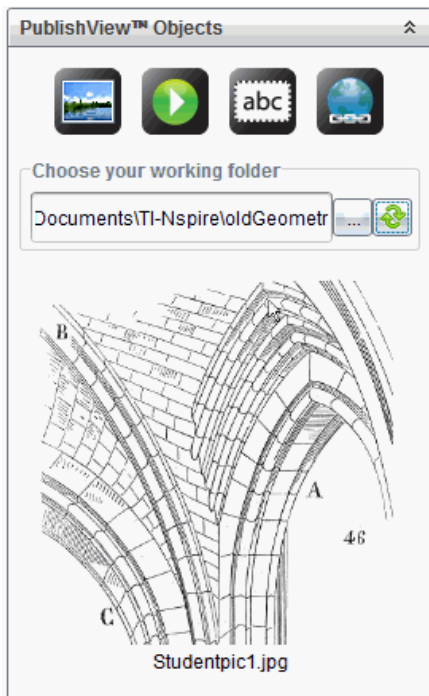 PublishView™ Objects
abc
Choose your working folder
Documents\TI-Nspire\oldGeometr
...
B
A
46
C
Studentpic1.jpg